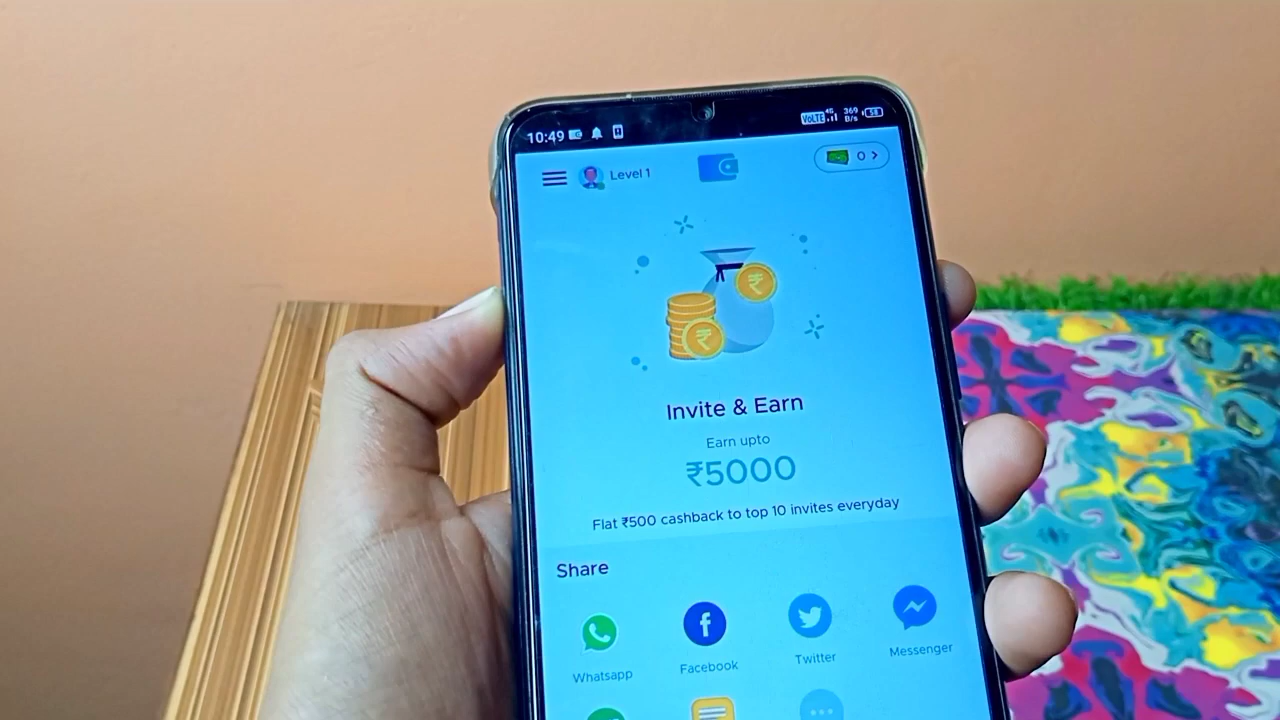 10:49 VoLTE 4G 369 B/s 58
Level 1
0 >
Invite & Earn
Earn upto
₹5000
Flat ₹500 cashback to top 10 invites everyday
Share
Whatsapp Facebook Twitter Messenger